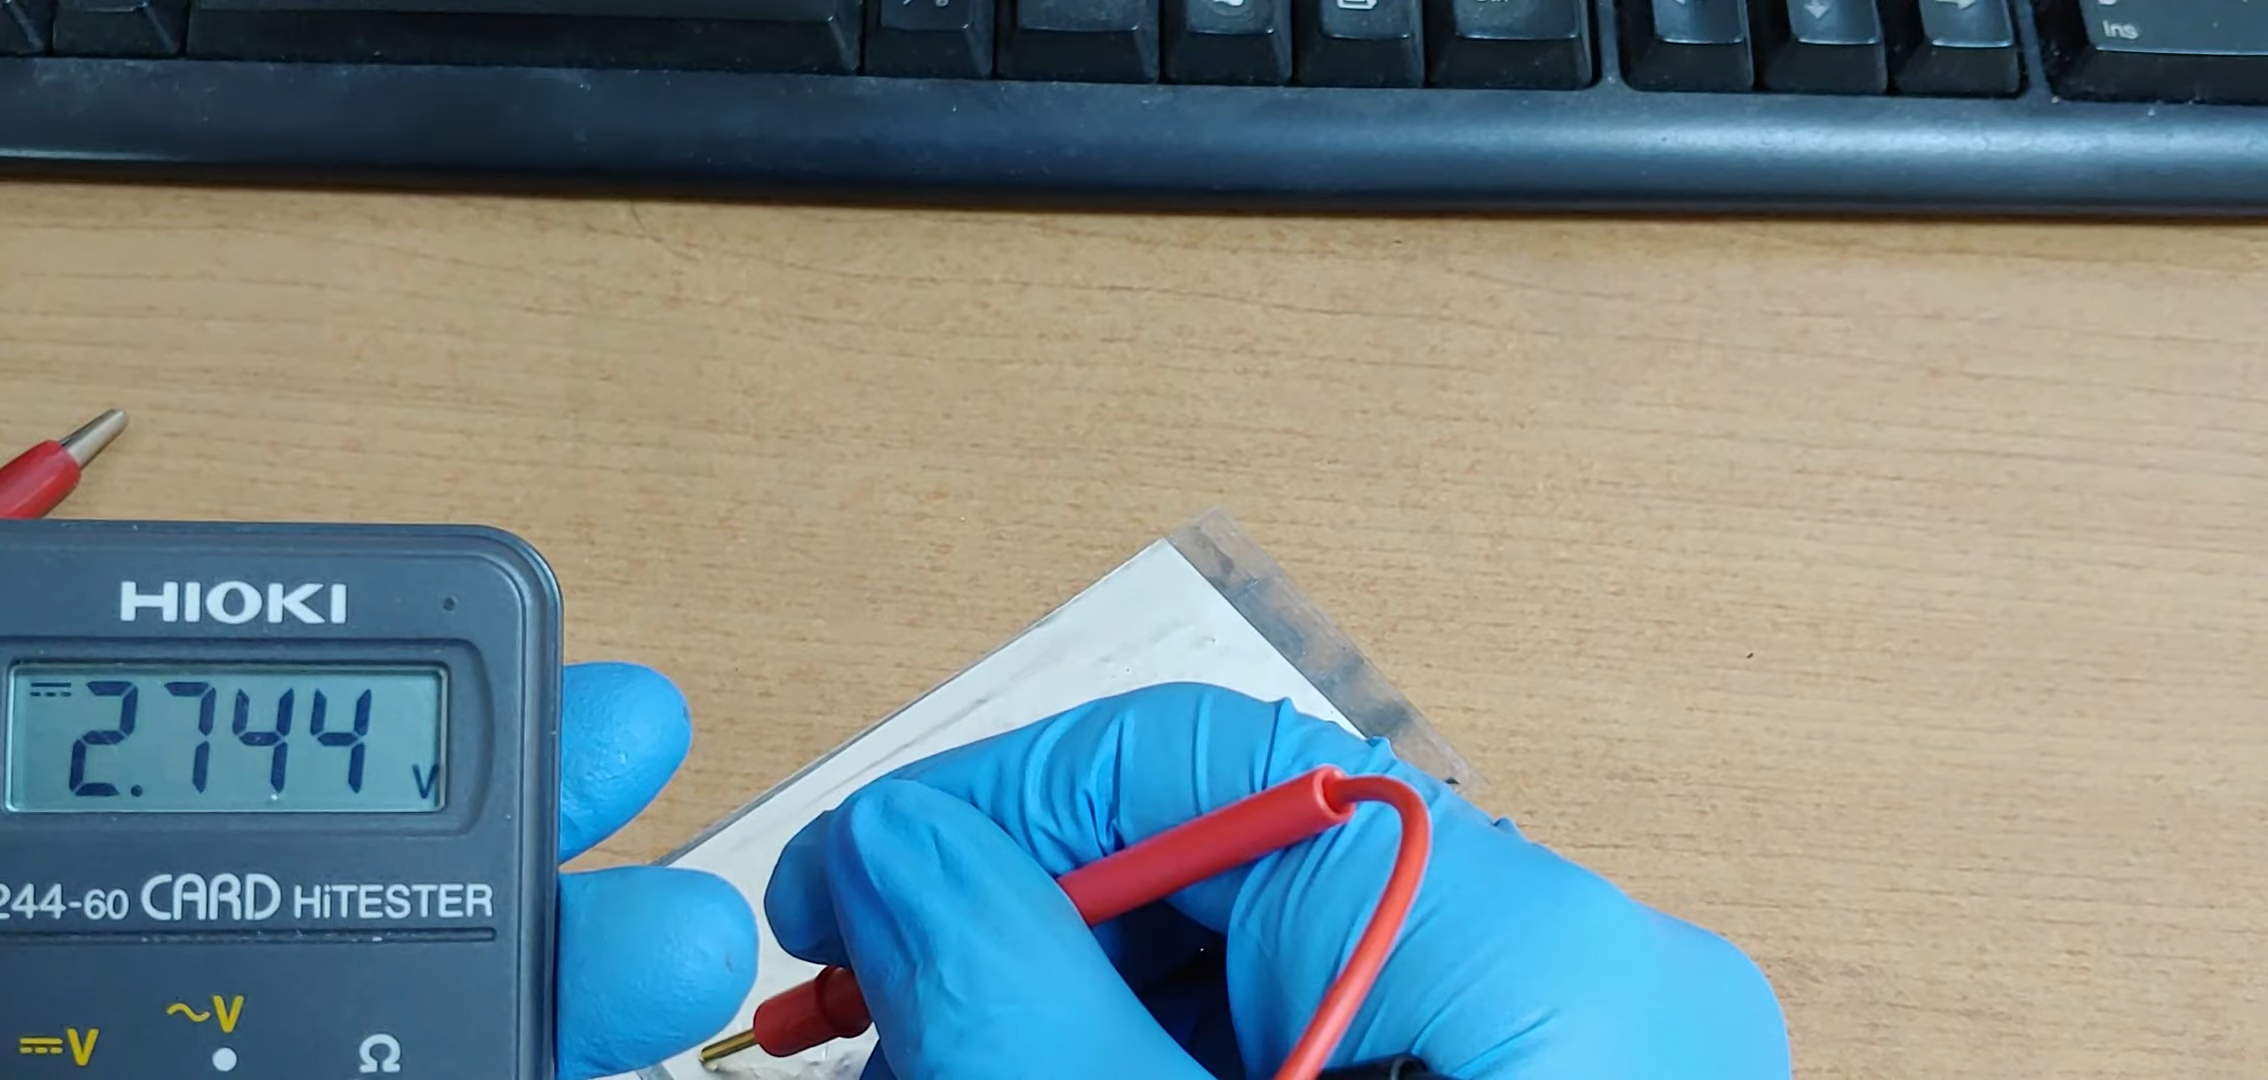 Ins
HIOKI
2.744 V
244-60 CARD HiTESTER
~V
⎓V
Ω